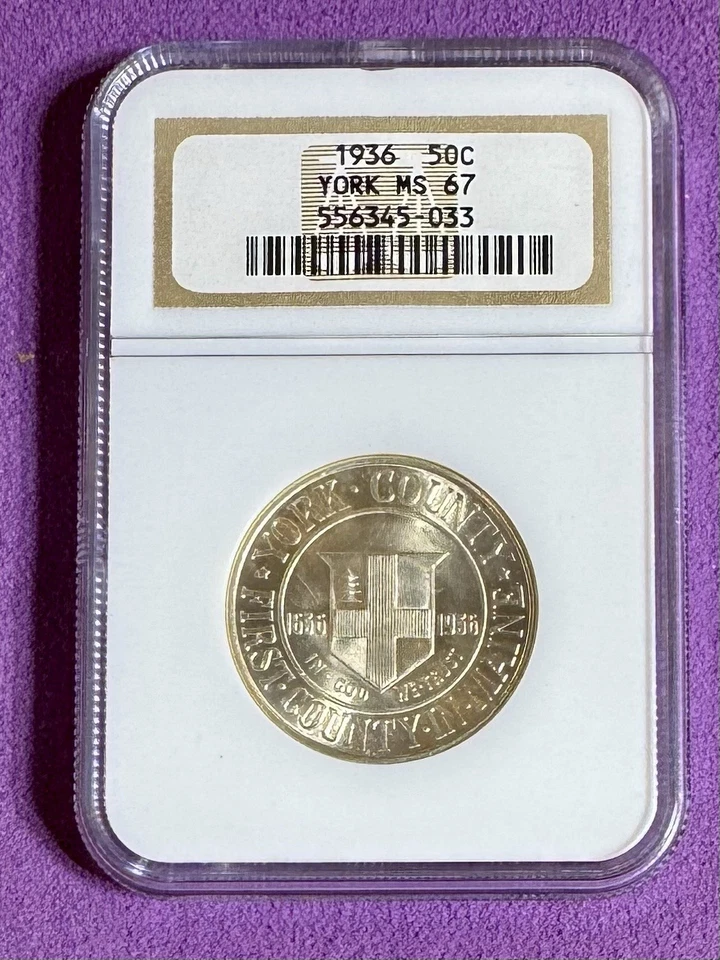 1936 50C
YORK MS 67
556345-033
YORK · COUNTY
FIRST · COUNTY · IN · MAINE
1636 1936
IN GOD WE TRUST